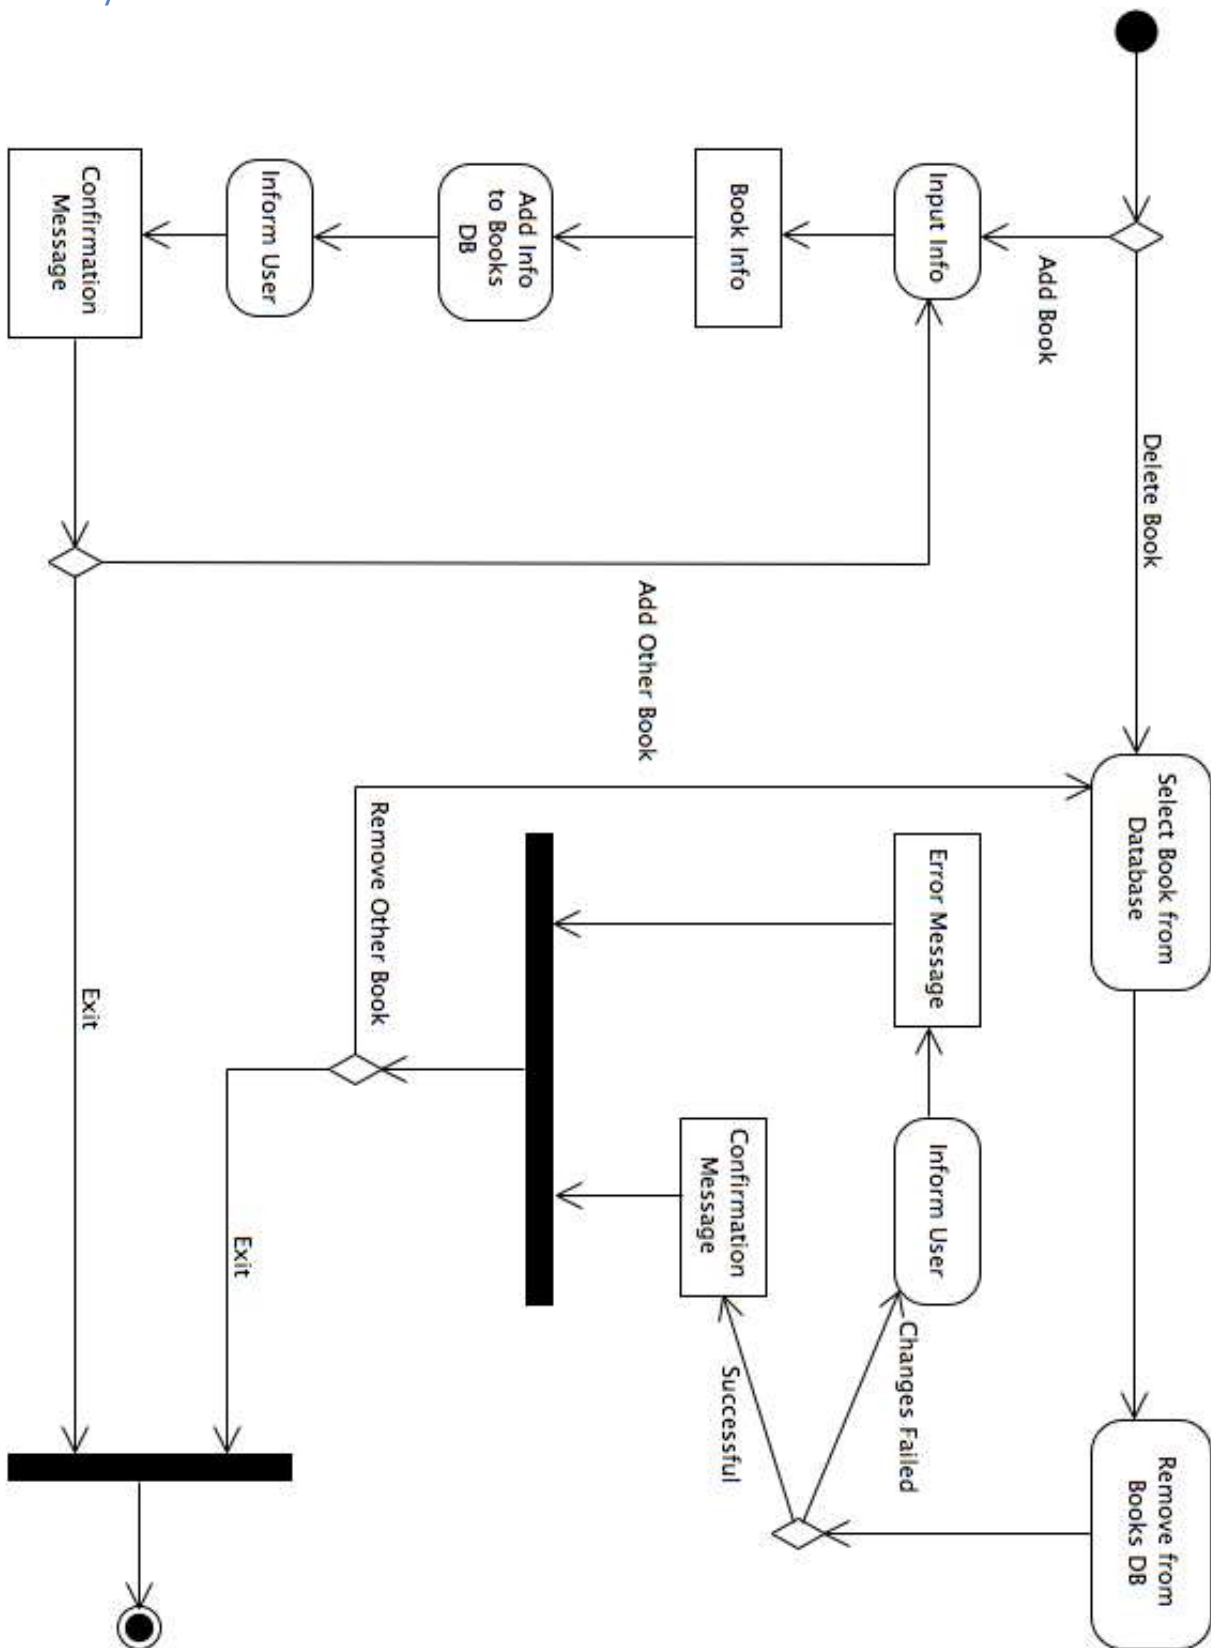 Delete Book
Select Book from
Database
Remove from
Books DB
Add Book
Input Info
Error Message
Inform User
Changes Failed
Book Info
Confirmation
Message
Successful
Add Other Book
Add Info
to Books
DB
Remove Other Book
Inform User
Exit
Confirmation
Message
Exit